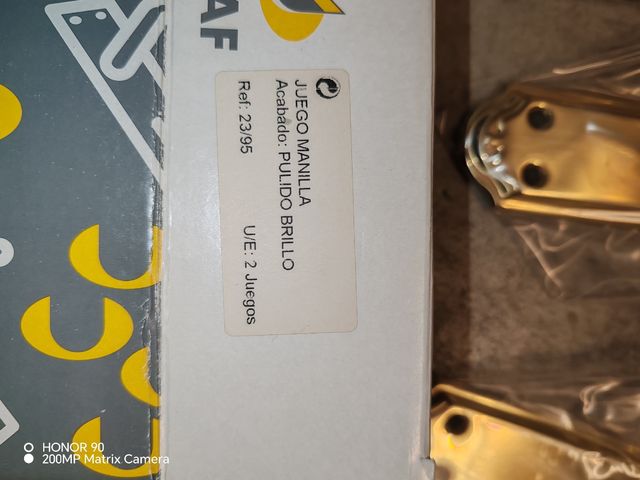 AF
JUEGO MANILLA
Acabado: PULIDO BRILLO
Ref: 23/95
U/E: 2 Juegos
HONOR 90
200MP Matrix Camera